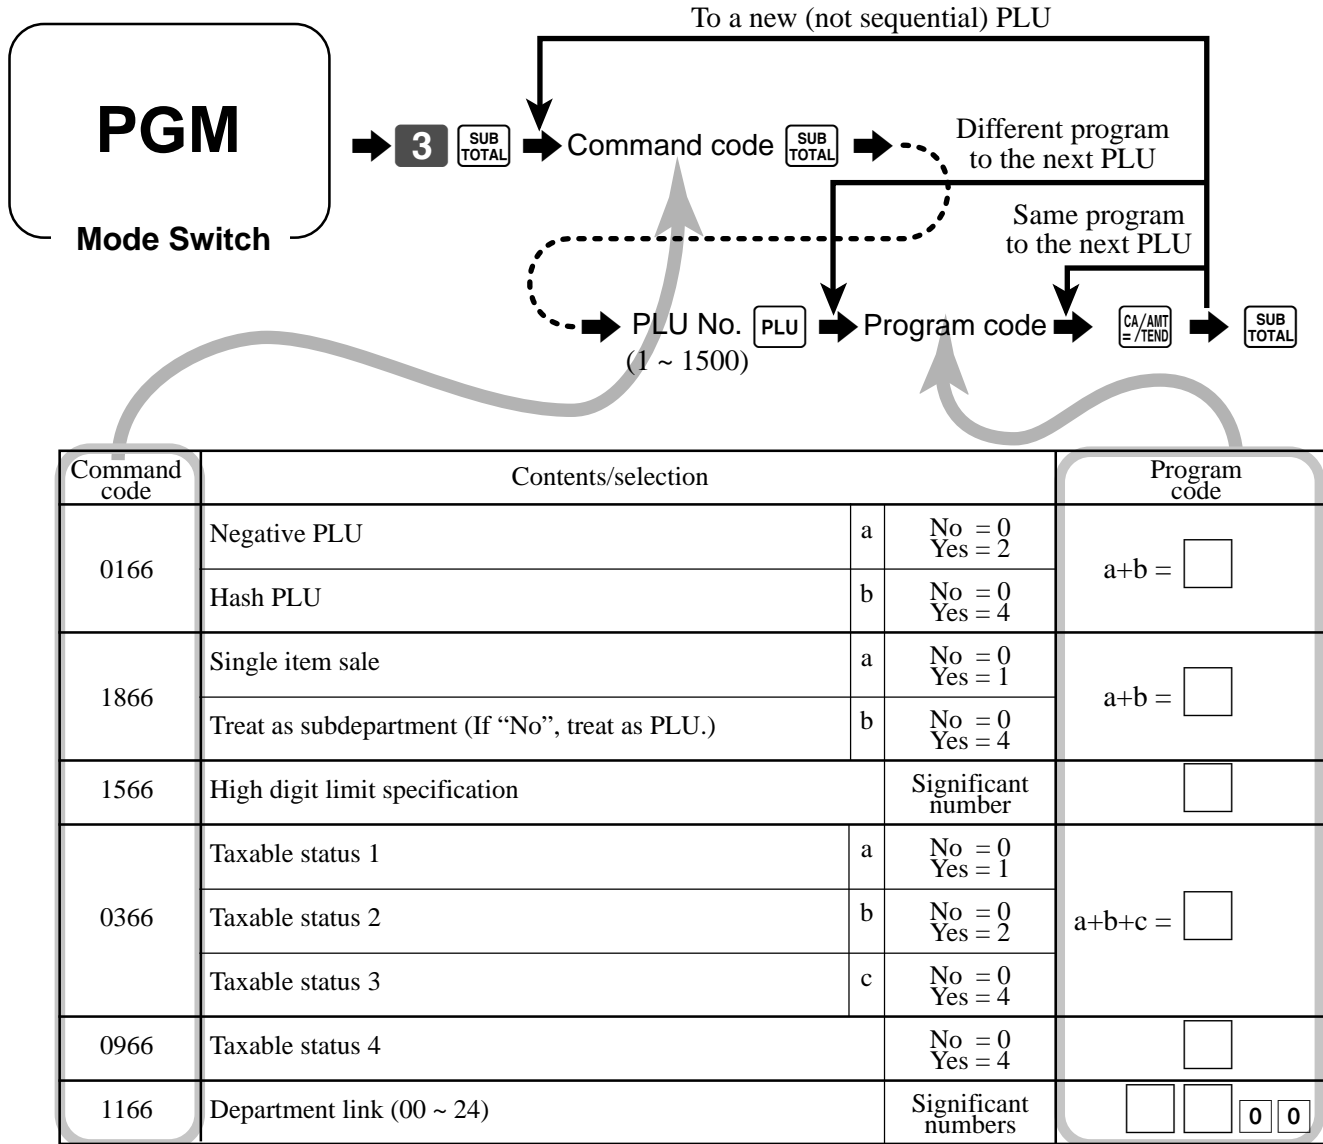 To a new (not sequential) PLU
PGM
Mode Switch
3 SUB TOTAL Command code SUB TOTAL
Different program
to the next PLU
Same program
to the next PLU
PLU No. PLU Program code CA/AMT = /TEND SUB TOTAL
(1 ~ 1500)
Command code Contents/selection Program code
0166 Negative PLU a No = 0 Yes = 2 a+b =
Hash PLU b No = 0 Yes = 4
1866 Single item sale a No = 0 Yes = 1 a+b =
Treat as subdepartment (If “No”, treat as PLU.) b No = 0 Yes = 4
1566 High digit limit specification Significant number
0366 Taxable status 1 a No = 0 Yes = 1 a+b+c =
Taxable status 2 b No = 0 Yes = 2
Taxable status 3 c No = 0 Yes = 4
0966 Taxable status 4 No = 0 Yes = 4
1166 Department link (00 ~ 24) Significant numbers 0 0